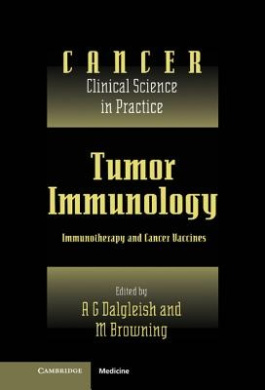 CANCER
Clinical Science
in Practice
Tumor
Immunology
Immunotherapy and Cancer Vaccines
Edited by
A G Dalgleish and
M Browning
CAMBRIDGE
Medicine